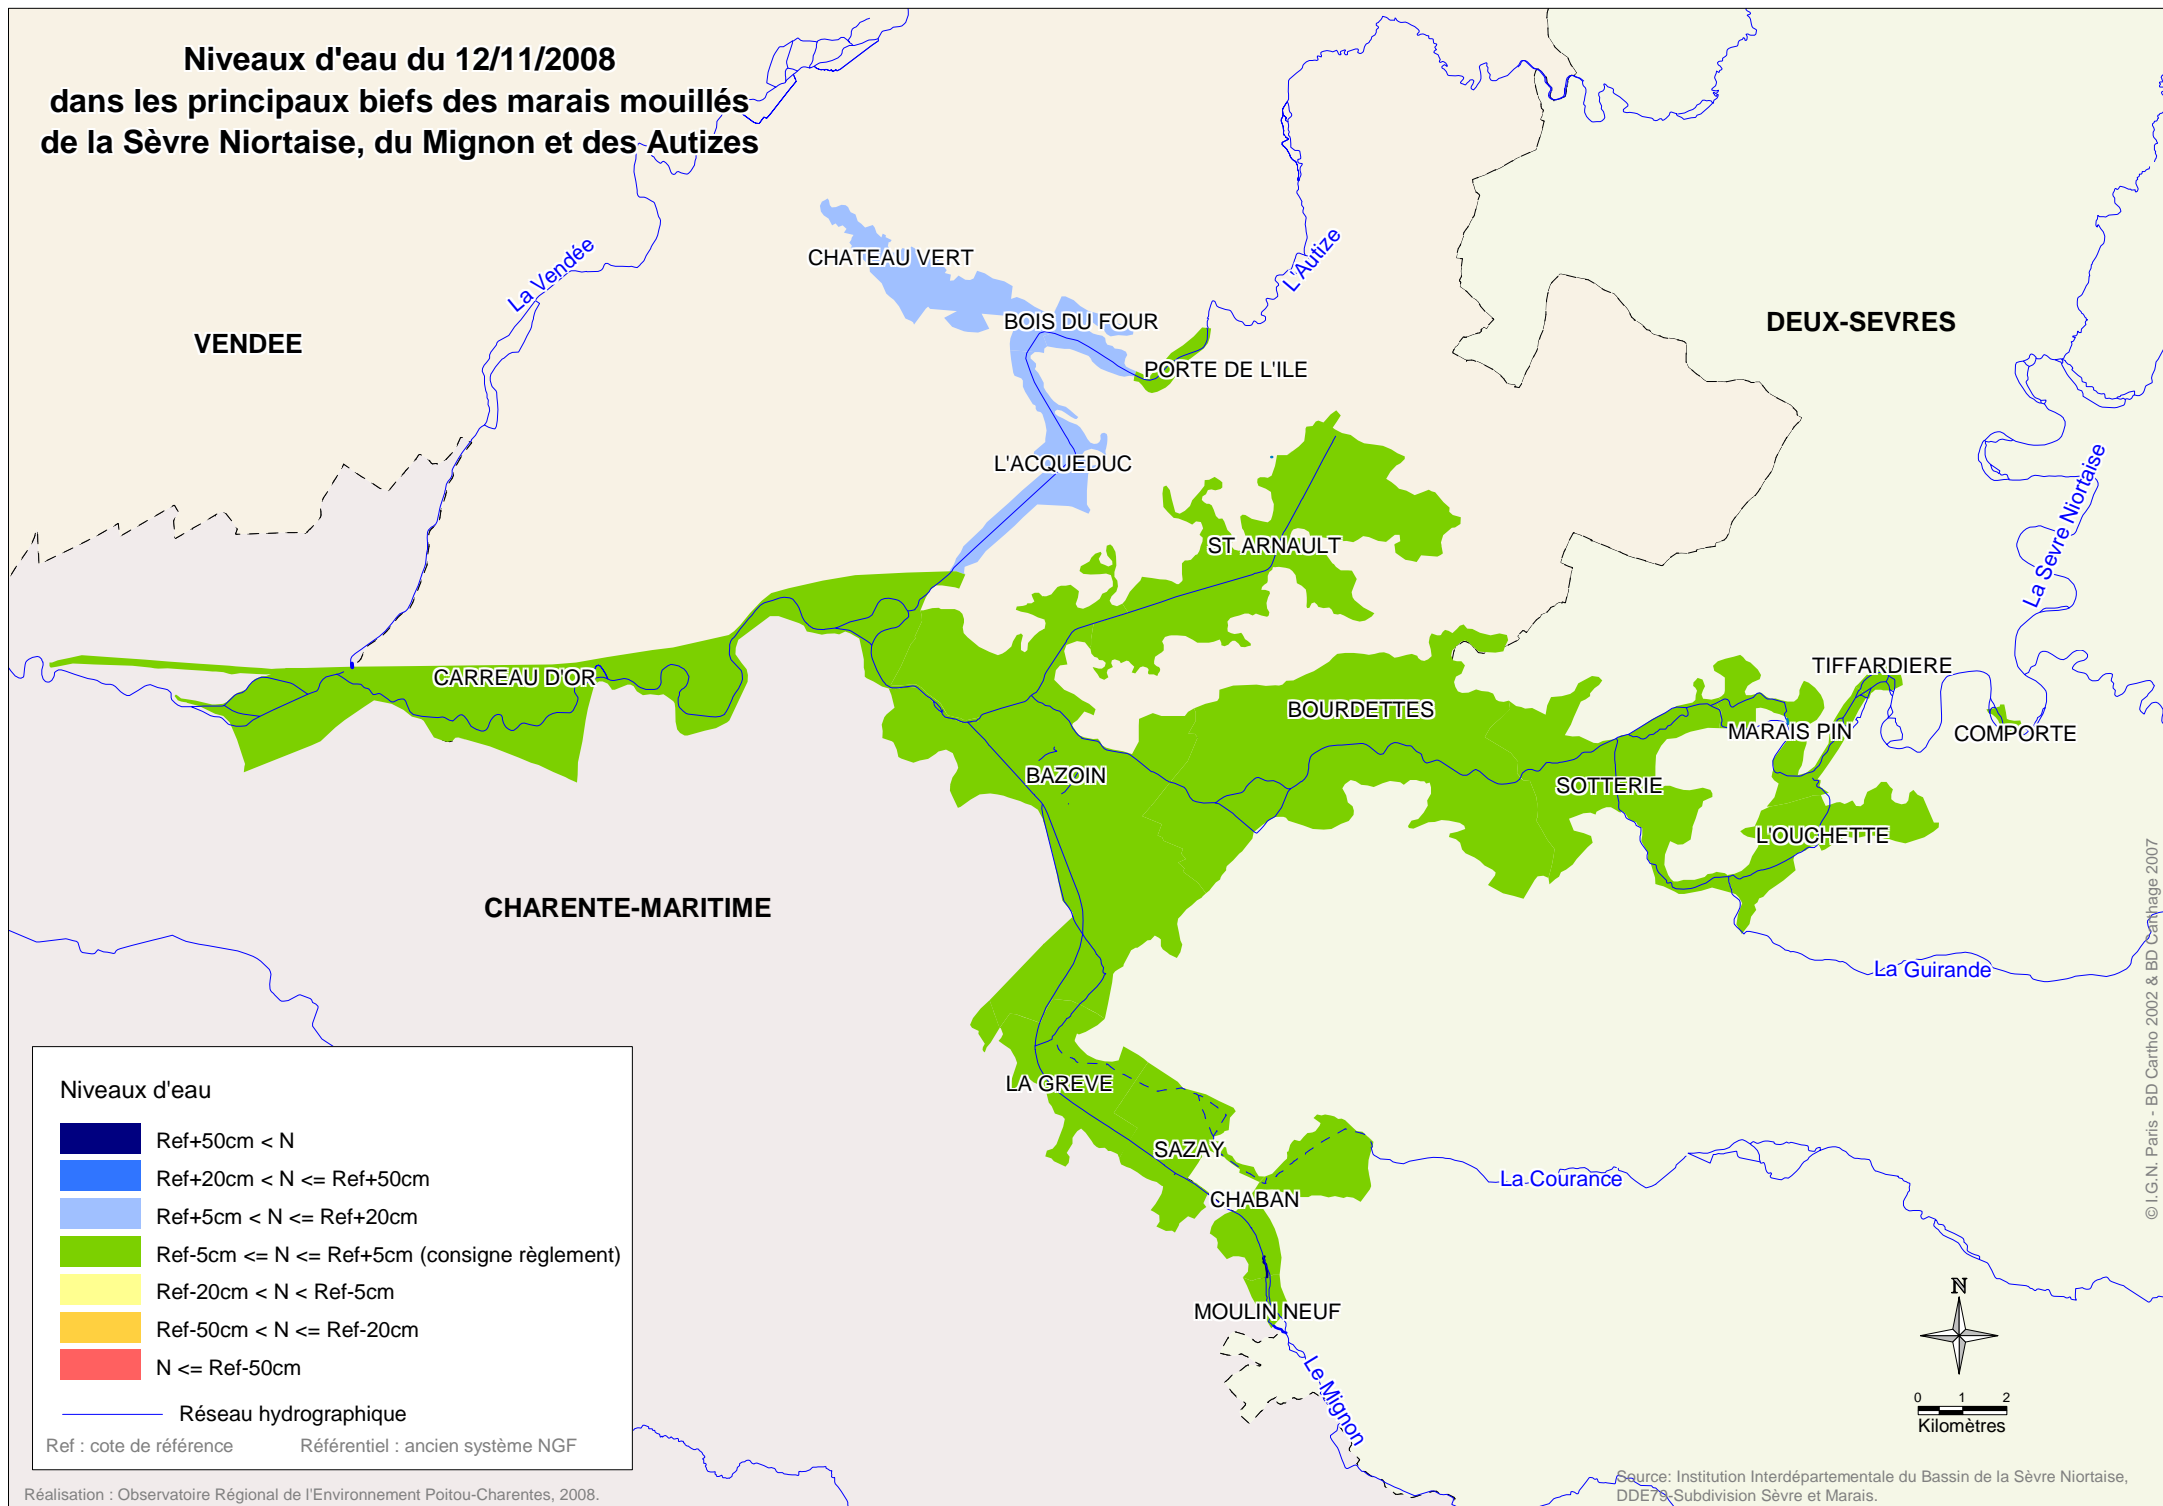 Niveaux d'eau du 12/11/2008
dans les principaux biefs des marais mouillés
de la Sèvre Niortaise, du Mignon et des Autizes
La Vendée
CHATEAU VERT
L'Autize
VENDEE
BOIS DU FOUR
DEUX-SEVRES
PORTE DE L'ILE
L'ACQUEDUC
La Sèvre Niortaise
ST ARNAULT
CARREAU D'OR
TIFFARDIERE
BOURDETTES
MARAIS PIN
COMPORTE
BAZOIN
SOTTERIE
L'OUCHETTE
CHARENTE-MARITIME
La Guirande
LA GREVE
SAZAY
La Courance
CHABAN
MOULIN NEUF
Le Mignon
Niveaux d'eau
Ref+50cm < N
Ref+20cm < N <= Ref+50cm
Ref+5cm < N <= Ref+20cm
Ref-5cm <= N <= Ref+5cm (consigne règlement)
Ref-20cm < N < Ref-5cm
Ref-50cm < N <= Ref-20cm
N <= Ref-50cm
Réseau hydrographique
Ref : cote de référence Référentiel : ancien système NGF
Réalisation : Observatoire Régional de l'Environnement Poitou-Charentes, 2008.
N
0 1 2
Kilomètres
Source: Institution Interdépartementale du Bassin de la Sèvre Niortaise,
DDE79-Subdivision Sèvre et Marais.
© I.G.N. Paris - BD Cartho 2002 & BD Carthage 2007